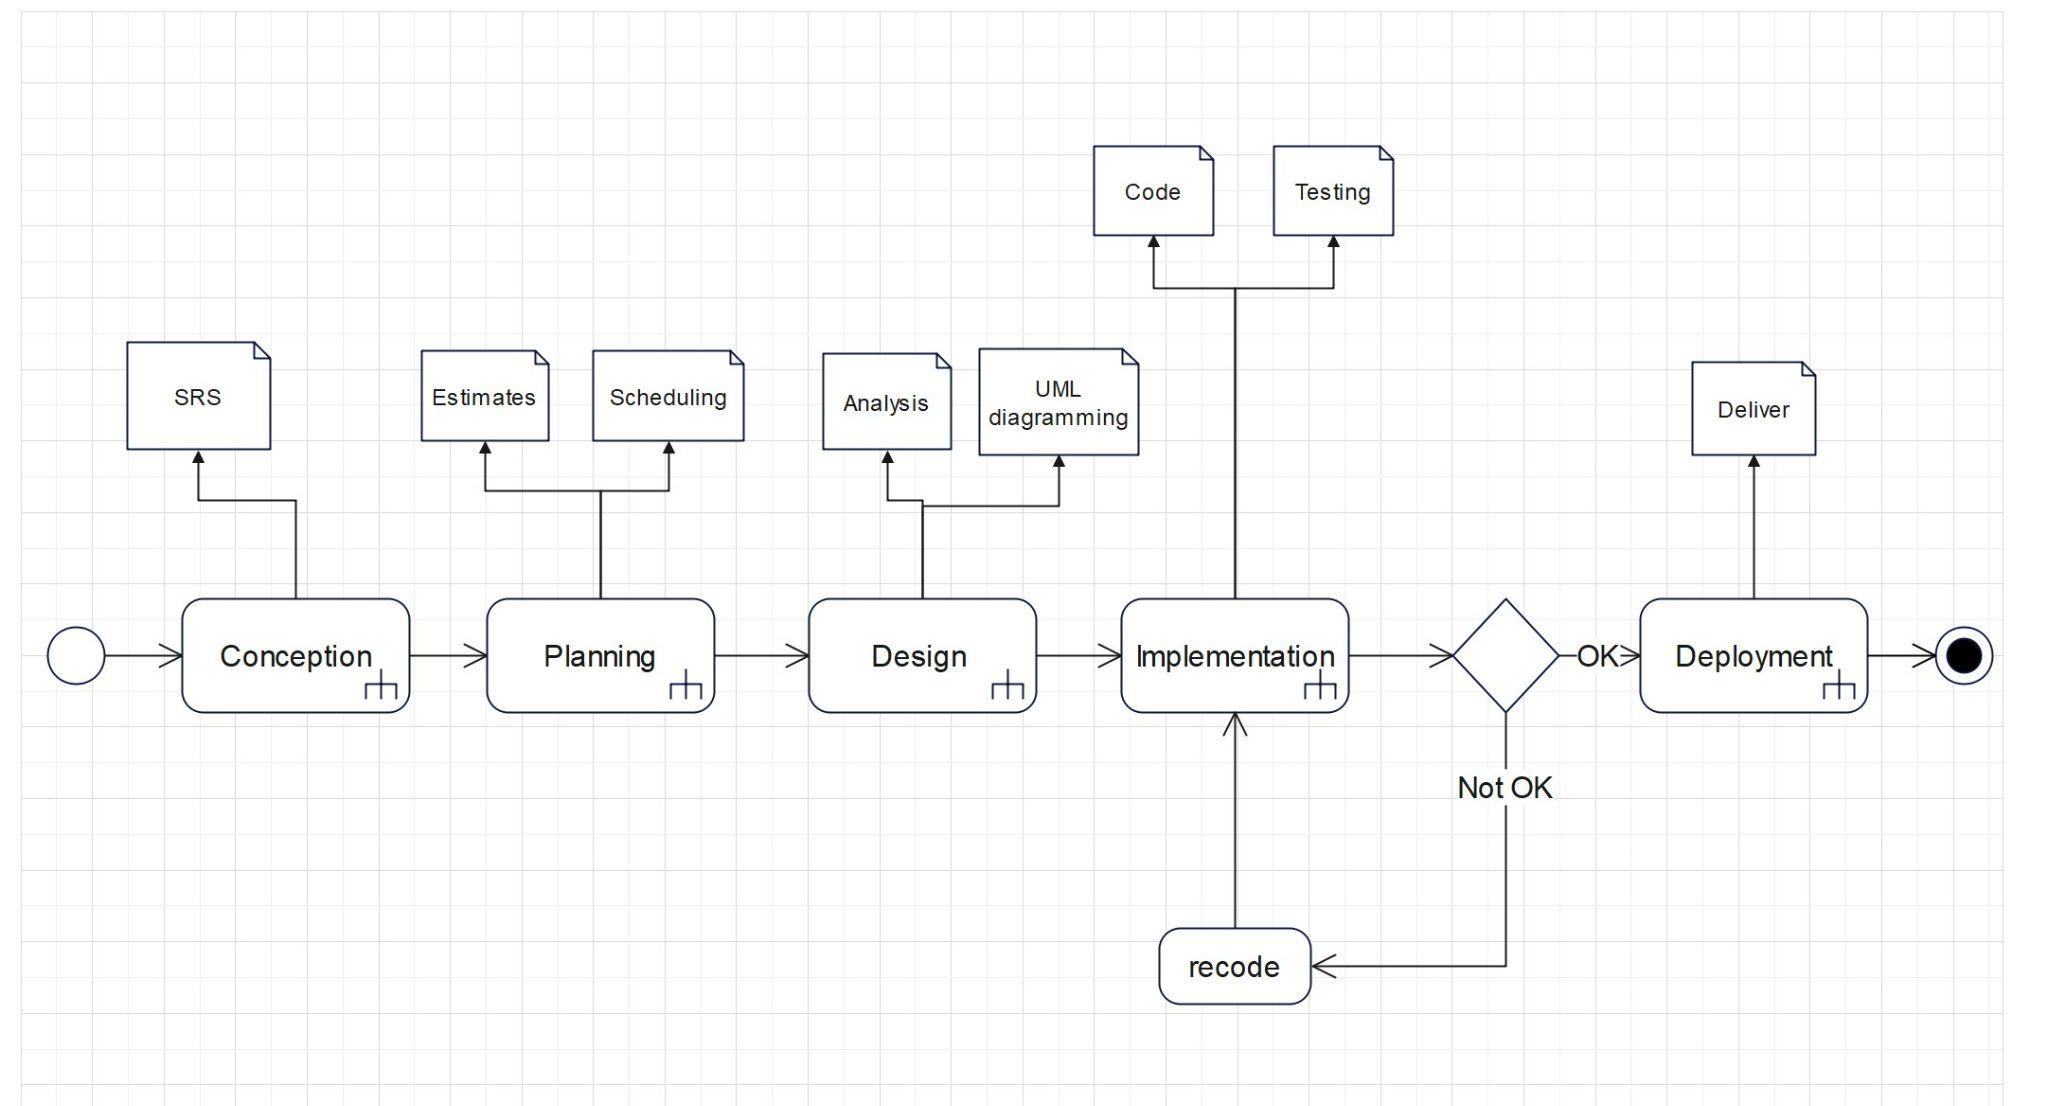 Code
Testing
SRS
Estimates
Scheduling
Analysis
UML
diagramming
Deliver
Conception
Planning
Design
Implementation
OK
Deployment
Not OK
recode